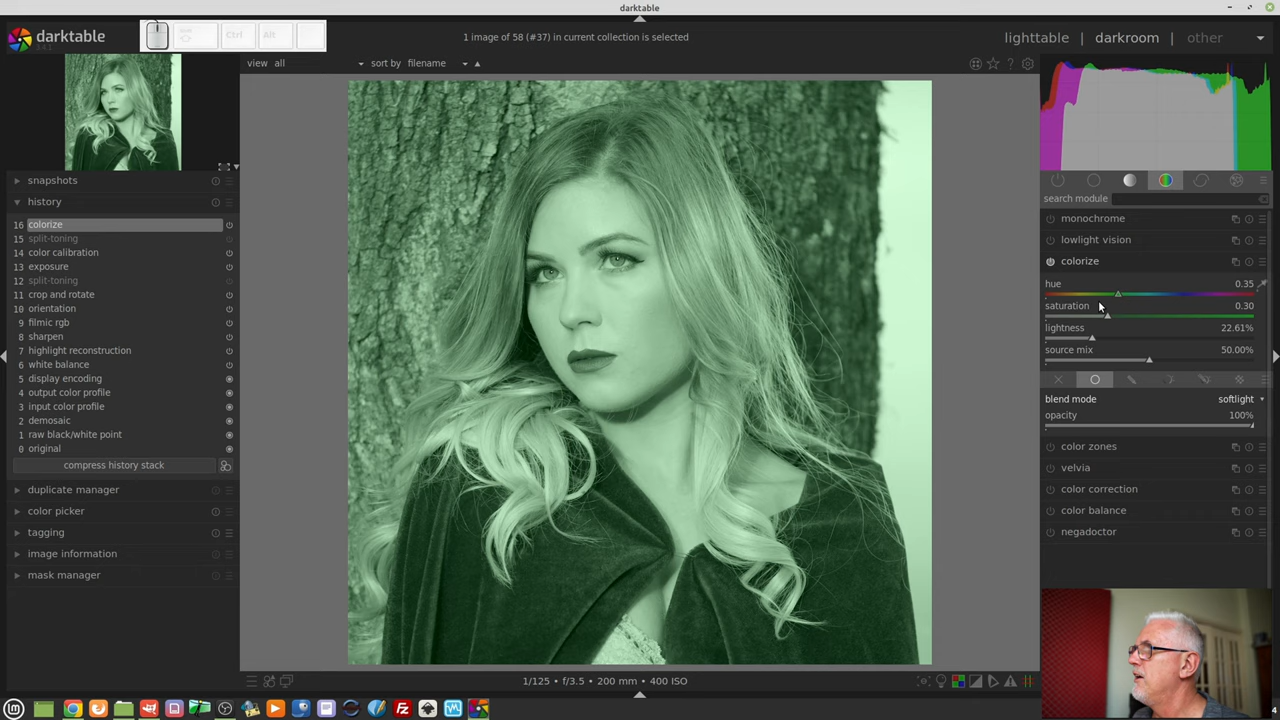 darktable
darktable
3.4.1
Ctrl
Alt
1 image of 58 (#37) in current collection is selected
lighttable | darkroom | other
view all
sort by filename
snapshots
history
16 colorize
15 split-toning
14 color calibration
13 exposure
12 split-toning
11 crop and rotate
10 orientation
9 filmic rgb
8 sharpen
7 highlight reconstruction
6 white balance
5 display encoding
4 output color profile
3 input color profile
2 demosaic
1 raw black/white point
0 original
compress history stack
duplicate manager
color picker
tagging
image information
mask manager
1/125 • f/3.5 • 200 mm • 400 ISO
search module
monochrome
lowlight vision
colorize
hue 0.35
saturation 0.30
lightness 22.61%
source mix 50.00%
blend mode softlight
opacity 100%
color zones
velvia
color correction
color balance
negadoctor